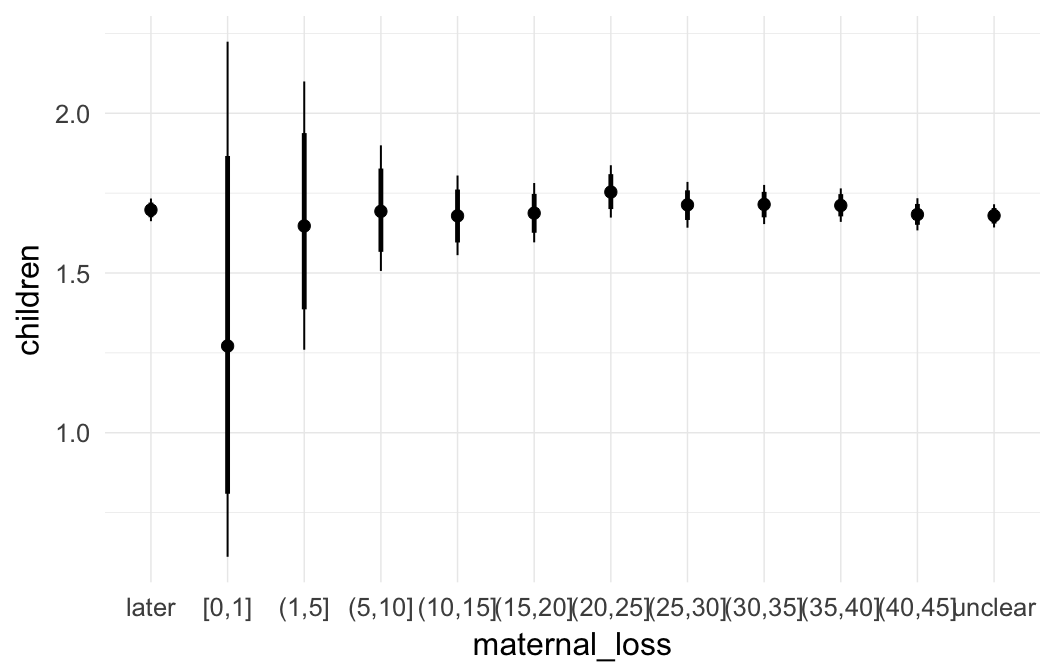 2.0
1.5
1.0
children
later [0,1] (1,5] (5,10] (10,15] (15,20] (20,25] (25,30] (30,35] (35,40] (40,45] unclear
maternal_loss